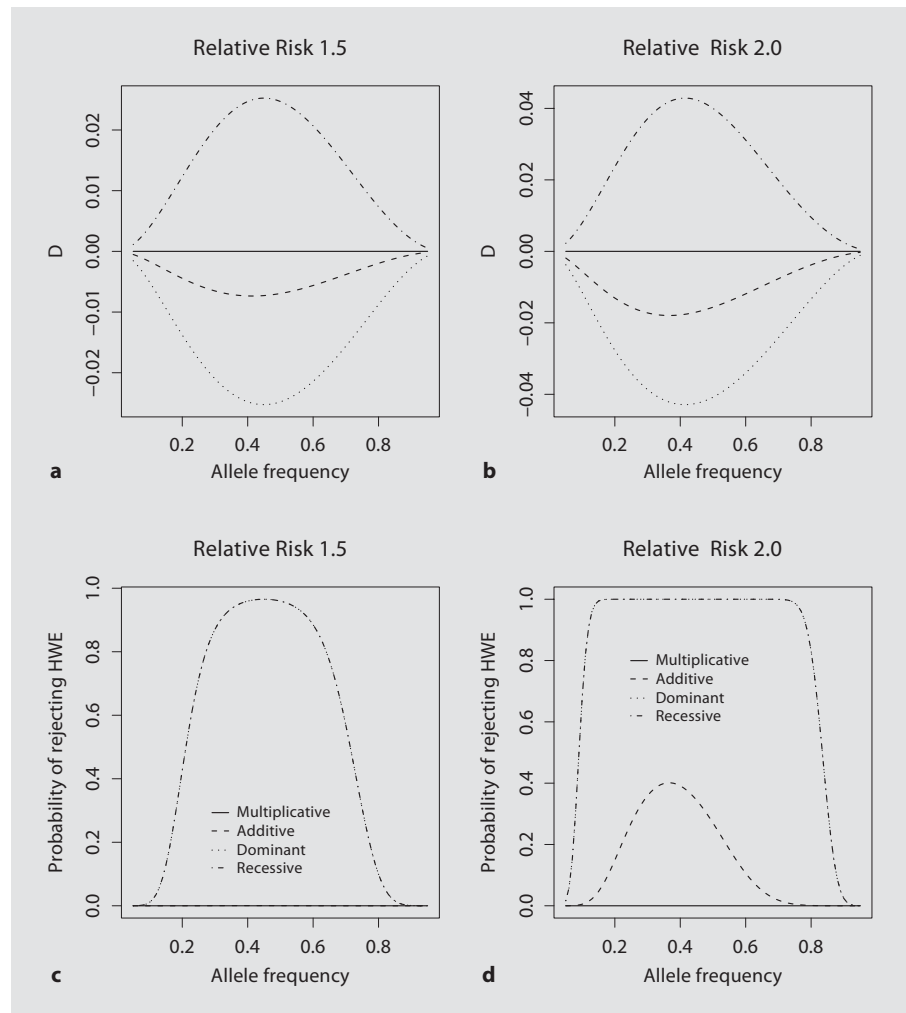 Relative Risk 1.5
D
0.02
0.01
0.00
−0.01
−0.02
0.2 0.4 0.6 0.8
Allele frequency
a
Relative Risk 2.0
D
0.04
0.02
0.00
−0.02
−0.04
0.2 0.4 0.6 0.8
Allele frequency
b
Relative Risk 1.5
Probability of rejecting HWE
1.0
0.8
0.6
0.4
0.2
0.0
Multiplicative
Additive
Dominant
Recessive
0.2 0.4 0.6 0.8
Allele frequency
c
Relative Risk 2.0
Probability of rejecting HWE
1.0
0.8
0.6
0.4
0.2
0.0
Multiplicative
Additive
Dominant
Recessive
0.2 0.4 0.6 0.8
Allele frequency
d